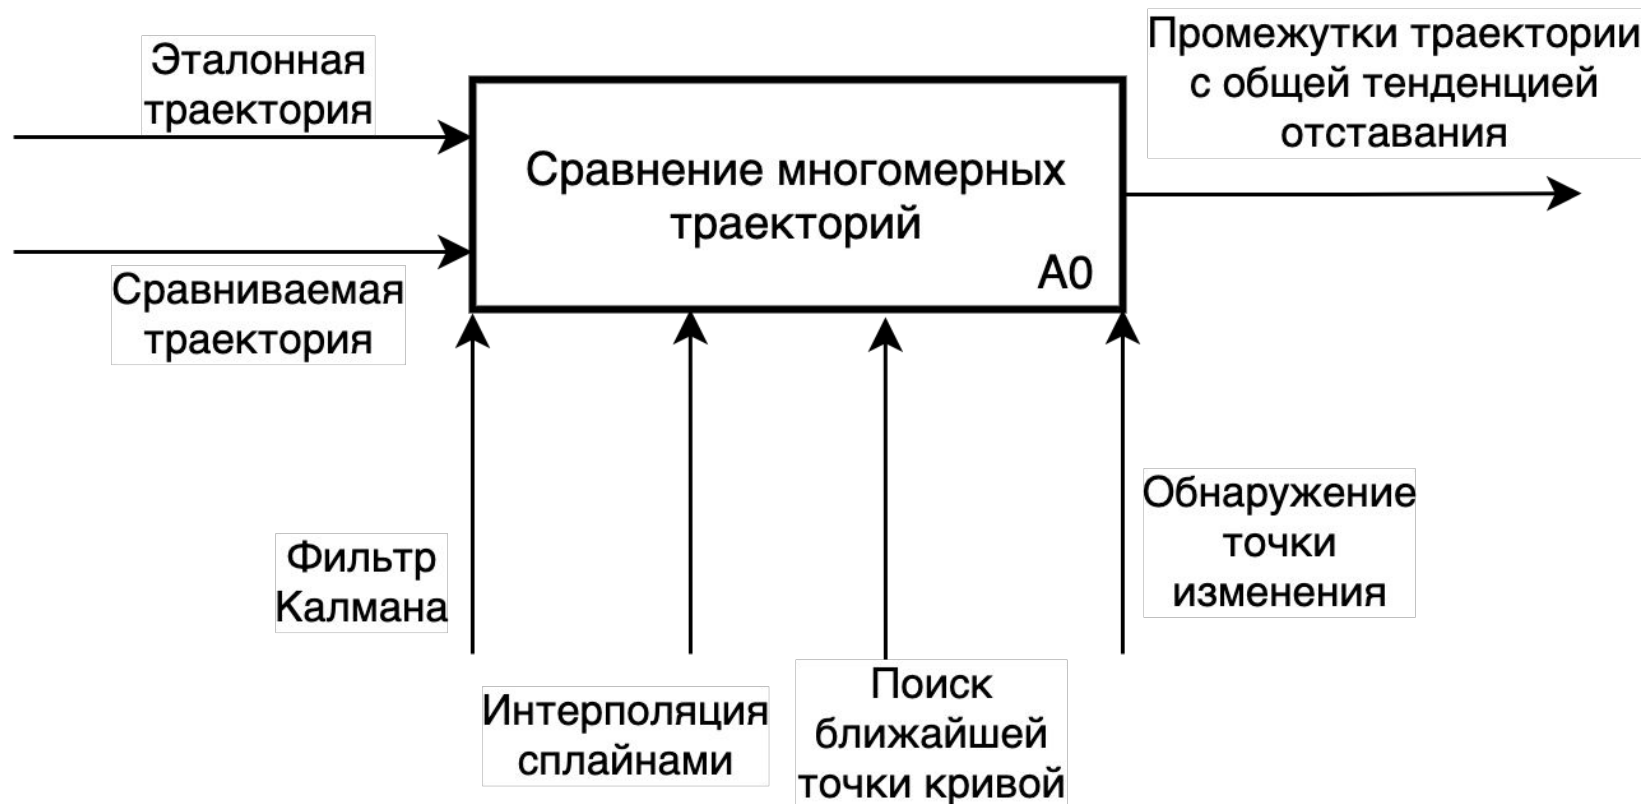 Эталонная
траектория
Сравниваемая
траектория
Сравнение многомерных
траекторий
A0
Промежутки траектории
с общей тенденцией
отставания
Фильтр
Калмана
Интерполяция
сплайнами
Поиск
ближайшей
точки кривой
Обнаружение
точки
изменения